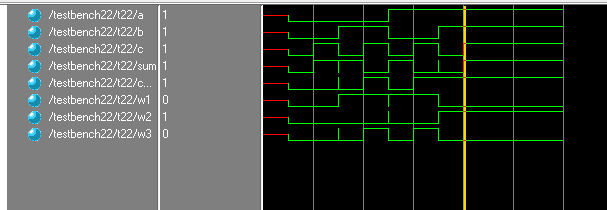 /testbench22/t22/a 1
/testbench22/t22/b 1
/testbench22/t22/c 1
/testbench22/t22/sum 1
/testbench22/t22/c... 1
/testbench22/t22/w1 0
/testbench22/t22/w2 1
/testbench22/t22/w3 0